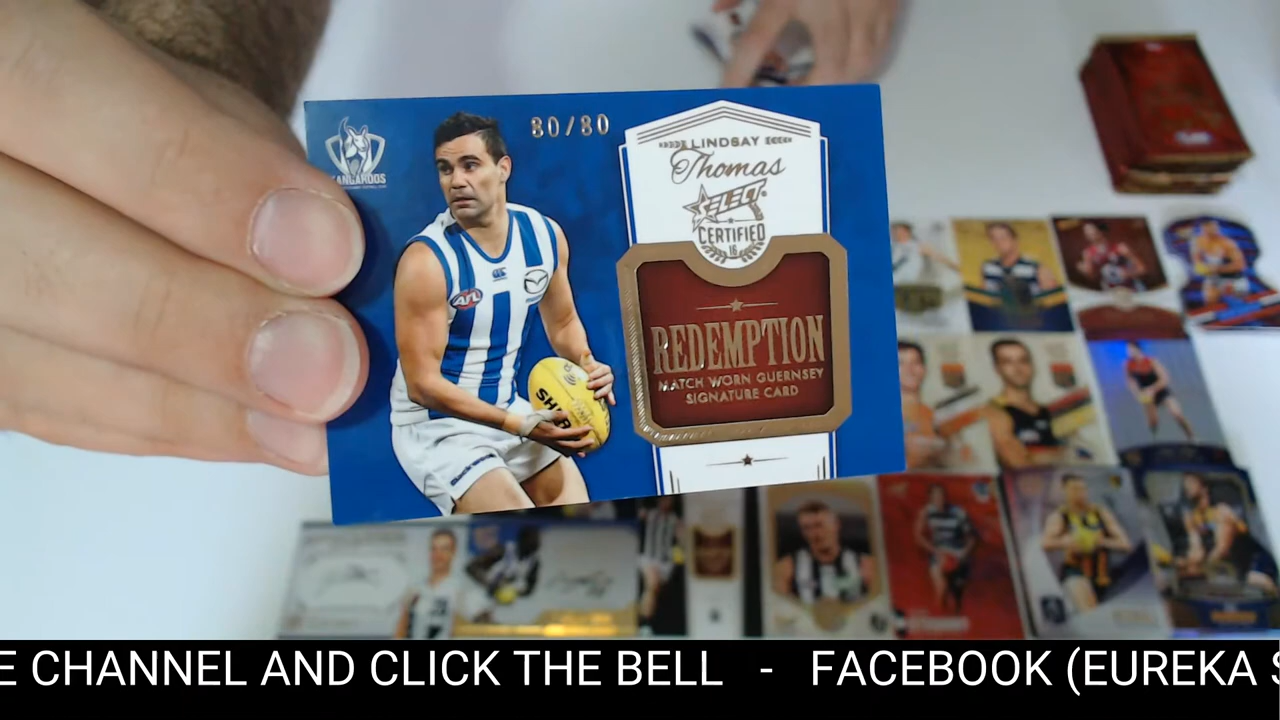 80/80
KANGAROOS
LINDSAY
Thomas
SELECT
CERTIFIED
16
AFL
REDEMPTION
MATCH WORN GUERNSEY
SIGNATURE CARD
E CHANNEL AND CLICK THE BELL - FACEBOOK (EUREKA S